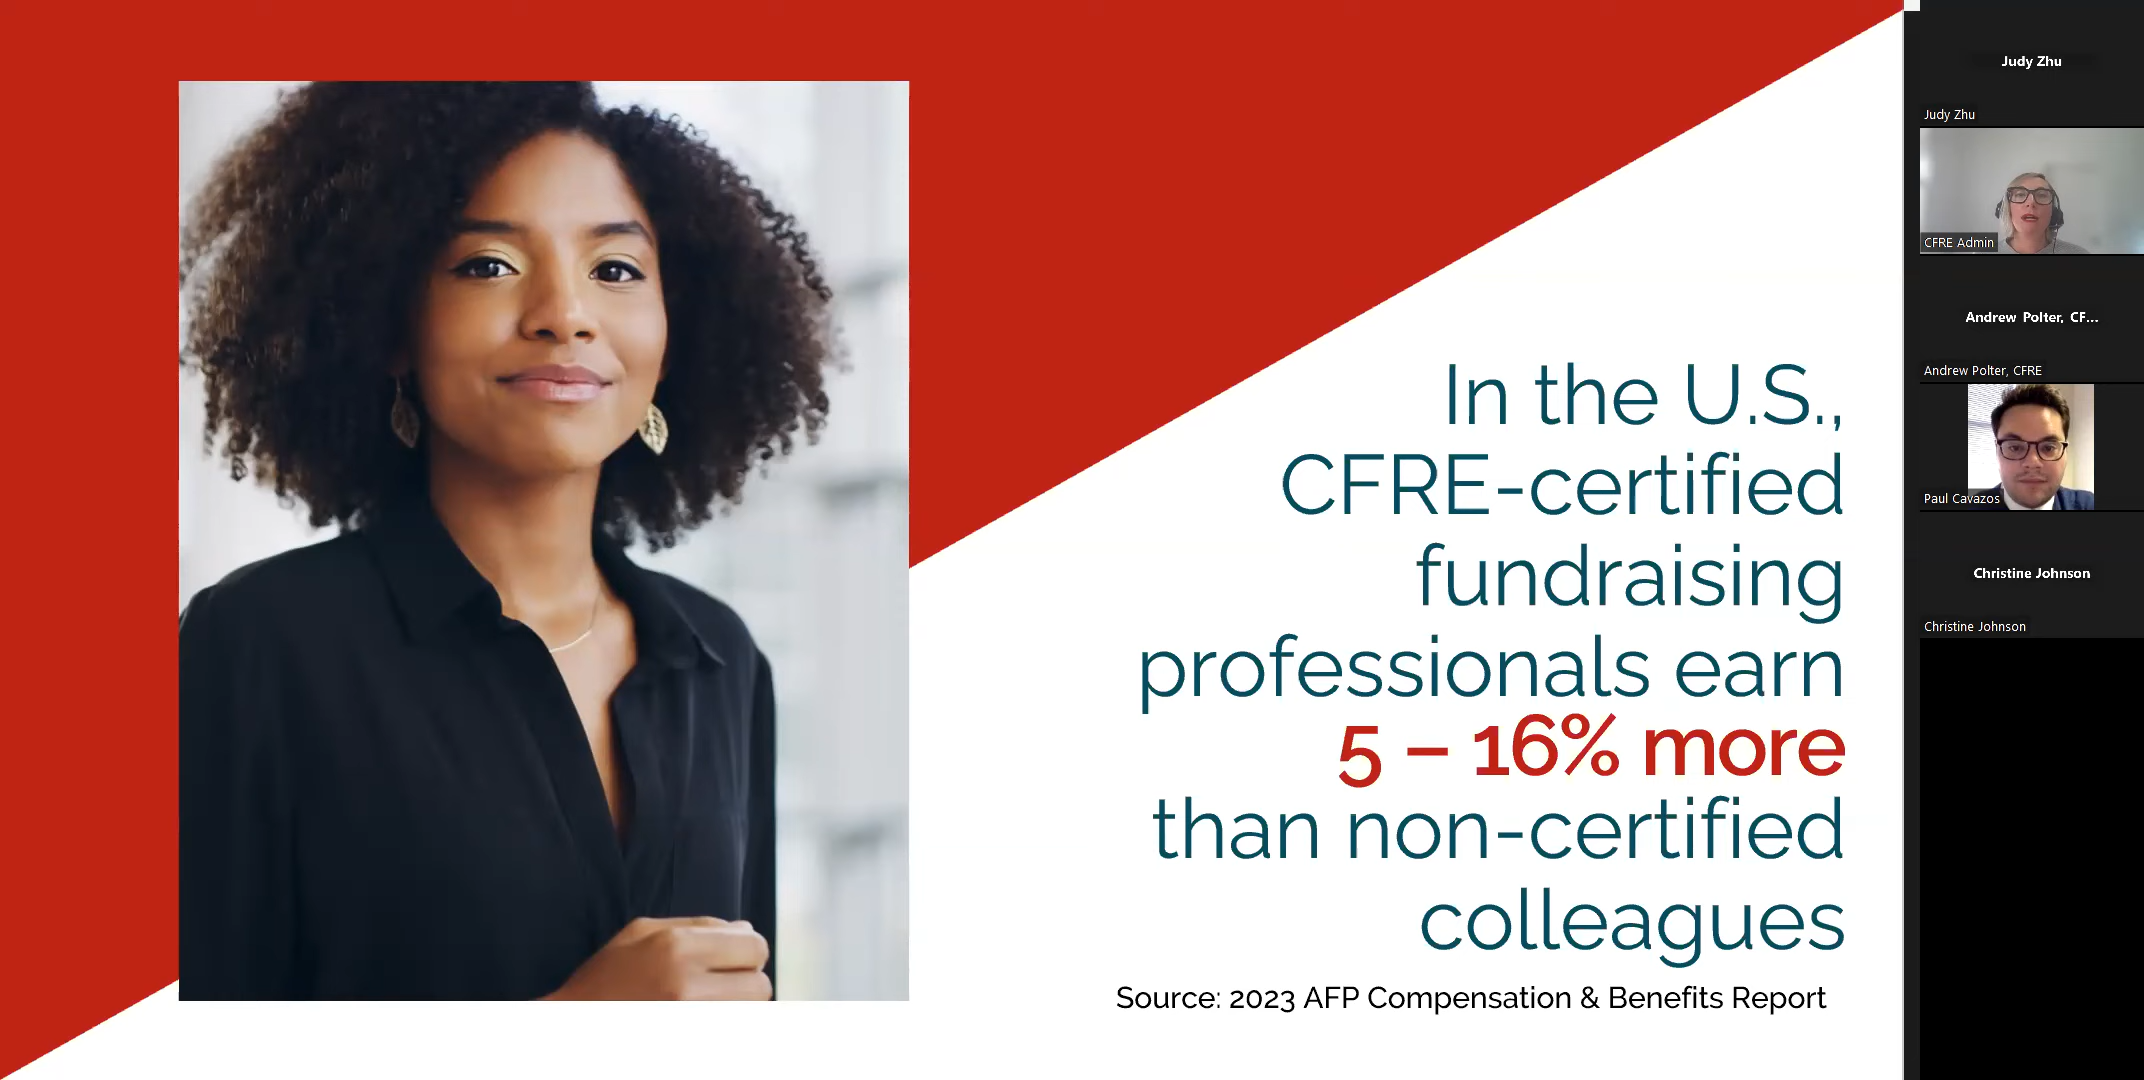 In the U.S.,
CFRE-certified
fundraising
professionals earn
5 – 16% more
than non-certified
colleagues
Source: 2023 AFP Compensation & Benefits Report
Judy Zhu
Judy Zhu
CFRE Admin
Andrew Polter, CF...
Andrew Polter, CFRE
Paul Cavazos
Christine Johnson
Christine Johnson